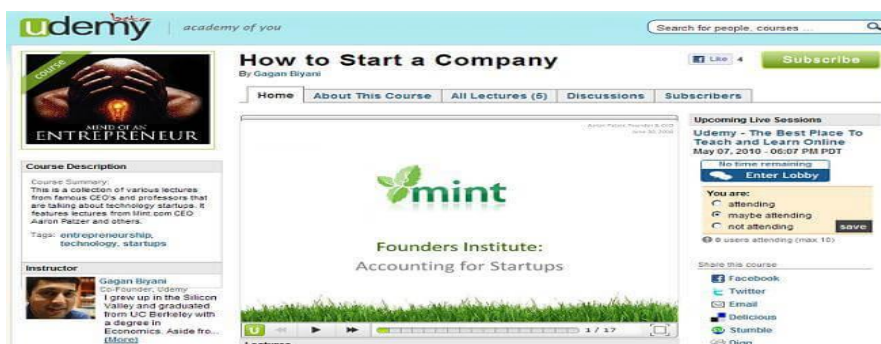 udemy beta
academy of you
Search for people, courses ...
course
MIND OF AN
ENTREPRENEUR
How to Start a Company
By Gagan Biyani
Like 4
Subscribe
Home About This Course All Lectures (5) Discussions Subscribers
Course Description
Course Summary:
This is a collection of various lectures
from famous CEO's and professors that
are talking about technology startups. It
features lectures from Mint.com CEO
Aaron Patzer and others.
Tags: entrepreneurship,
technology, startups
Instructor
Gagan Biyani
Co-Founder, Udemy
I grew up in the Silicon
Valley and graduated
from UC Berkeley with
a degree in
Economics. Aside fro...
(More)
Aaron Patzer, Founder & CEO
mint
Founders Institute:
Accounting for Startups
U
1 / 17
Lectures
Upcoming Live Sessions
Udemy - The Best Place To
Teach and Learn Online
May 07, 2010 - 06:07 PM PDT
No time remaining
Enter Lobby
You are:
attending
maybe attending
not attending
save
0 users attending (max 10)
Share this course
Facebook
Twitter
Email
Delicious
Stumble
Digg